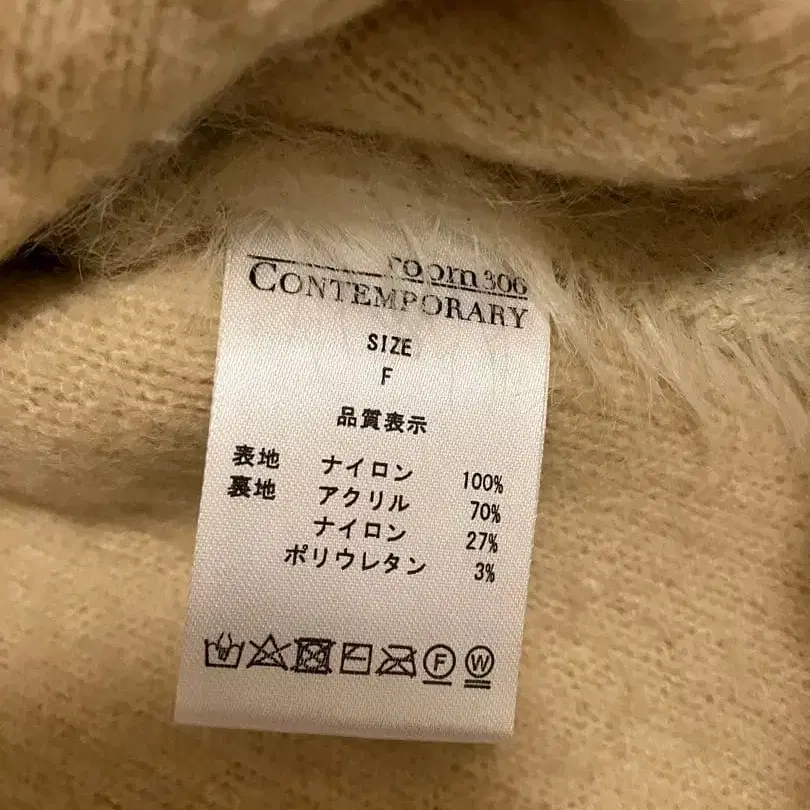 room306
CONTEMPORARY
SIZE
F
品質表示
表地 ナイロン 100%
裏地 アクリル 70%
ナイロン 27%
ポリウレタン 3%
F W